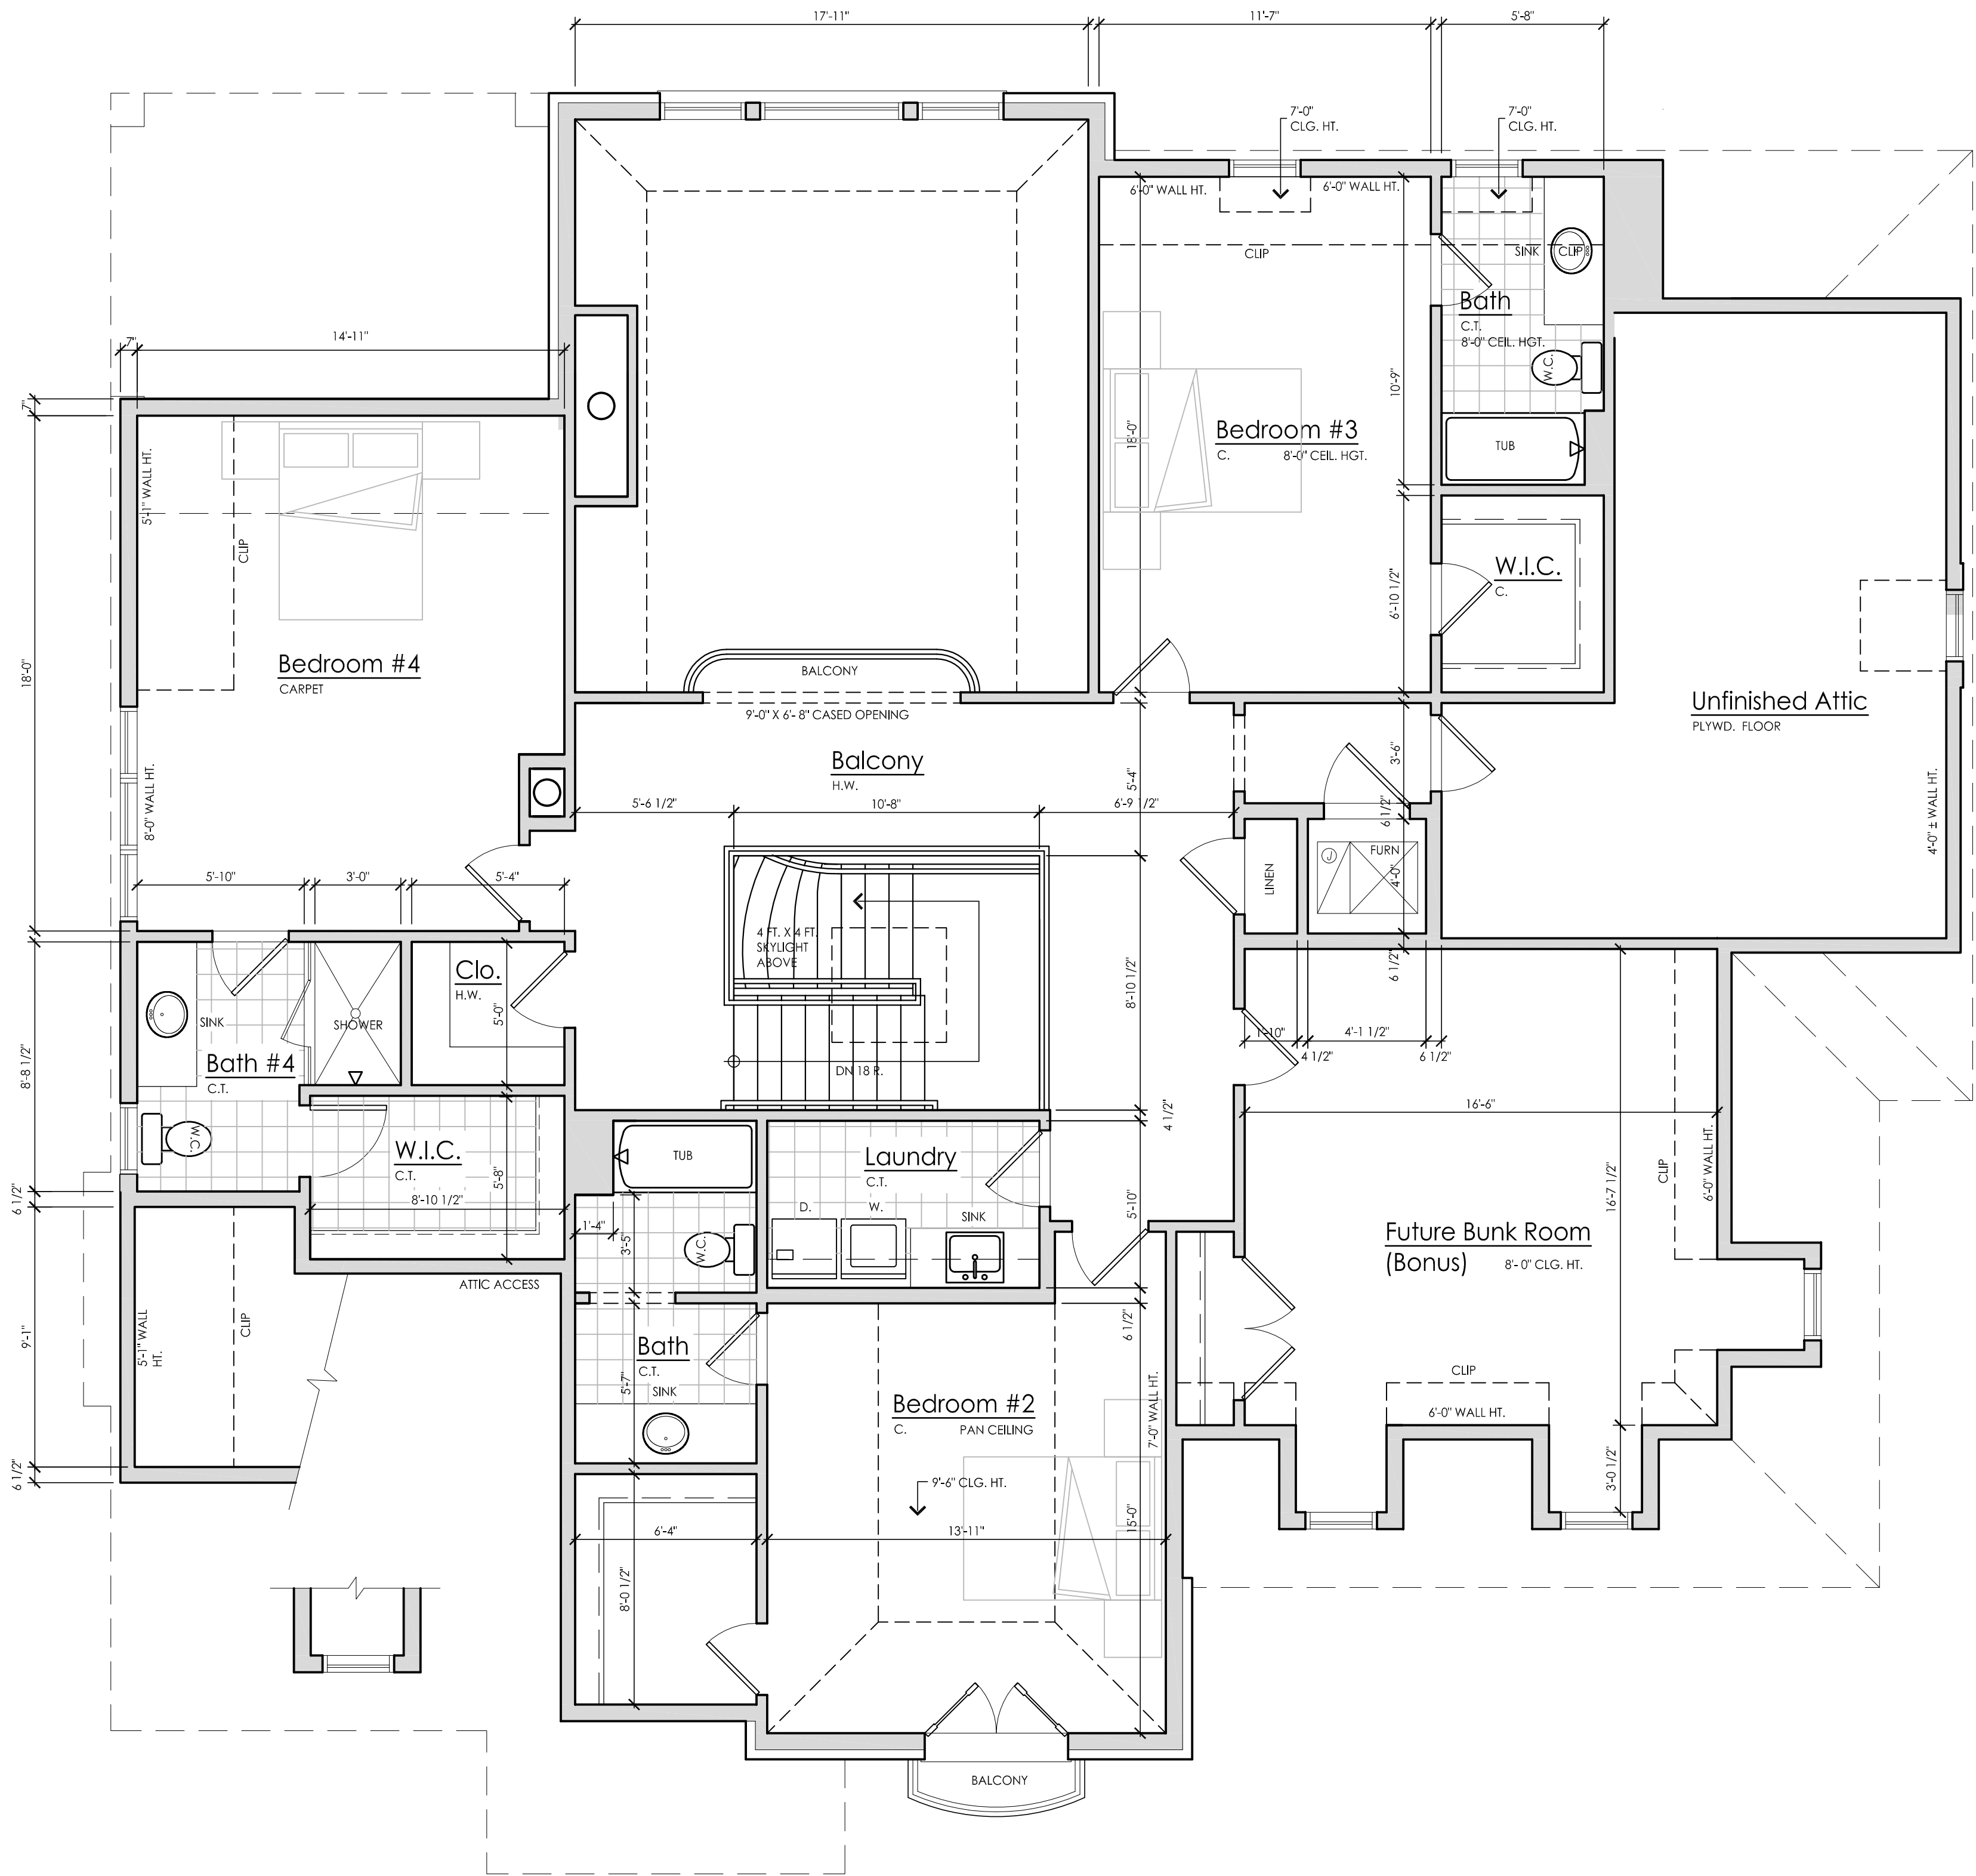 17'-11"
11'-7"
5'-8"
7'-0"
CLG. HT.
7'-0"
CLG. HT.
6'-0" WALL HT.
6'-0" WALL HT.
CLIP
SINK
CLIP
Bath
C.T.
8'-0" CEIL. HGT.
W.C.
10'-9"
TUB
7"
14'-11"
7"
5'-1" WALL HT.
CLIP
18'-0"
Bedroom #3
C.
8'-0" CEIL. HGT.
W.I.C.
C.
6'-10 1/2"
18'-0"
Bedroom #4
CARPET
8'-0" WALL HT.
BALCONY
9'-0" X 6'- 8" CASED OPENING
Balcony
H.W.
5'-6 1/2"
10'-8"
6'-9 1/2"
5'-4"
3'-6"
6 1/2"
Unfinished Attic
PLYWD. FLOOR
4'-0" ± WALL HT.
FURN
J
4'-0"
LINEN
5'-10"
3'-0"
5'-4"
4 FT. X 4 FT.
SKYLIGHT
ABOVE
8'-10 1/2"
6 1/2"
Clo.
H.W.
5'-0"
SINK
SHOWER
Bath #4
C.T.
8'-8 1/2"
DN 18 R.
1'-10"
4 1/2"
4'-1 1/2"
6 1/2"
16'-6"
4 1/2"
W.C.
W.I.C.
C.T.
5'-8"
8'-10 1/2"
6 1/2"
TUB
Laundry
C.T.
D.
W.
SINK
5'-10"
1'-4"
3'-5"
W.C.
CLIP
6'-0" WALL HT.
16'-7 1/2"
Future Bunk Room
(Bonus)
8'- 0" CLG. HT.
ATTIC ACCESS
9'-1"
5'-1" WALL
HT.
CLIP
6 1/2"
Bath
C.T.
5'-7"
SINK
6 1/2"
Bedroom #2
C.
PAN CEILING
7'-0" WALL HT.
CLIP
6'-0" WALL HT.
3'-0 1/2"
9'-6" CLG. HT.
15'-0"
6'-4"
13'-11"
8'-0 1/2"
BALCONY